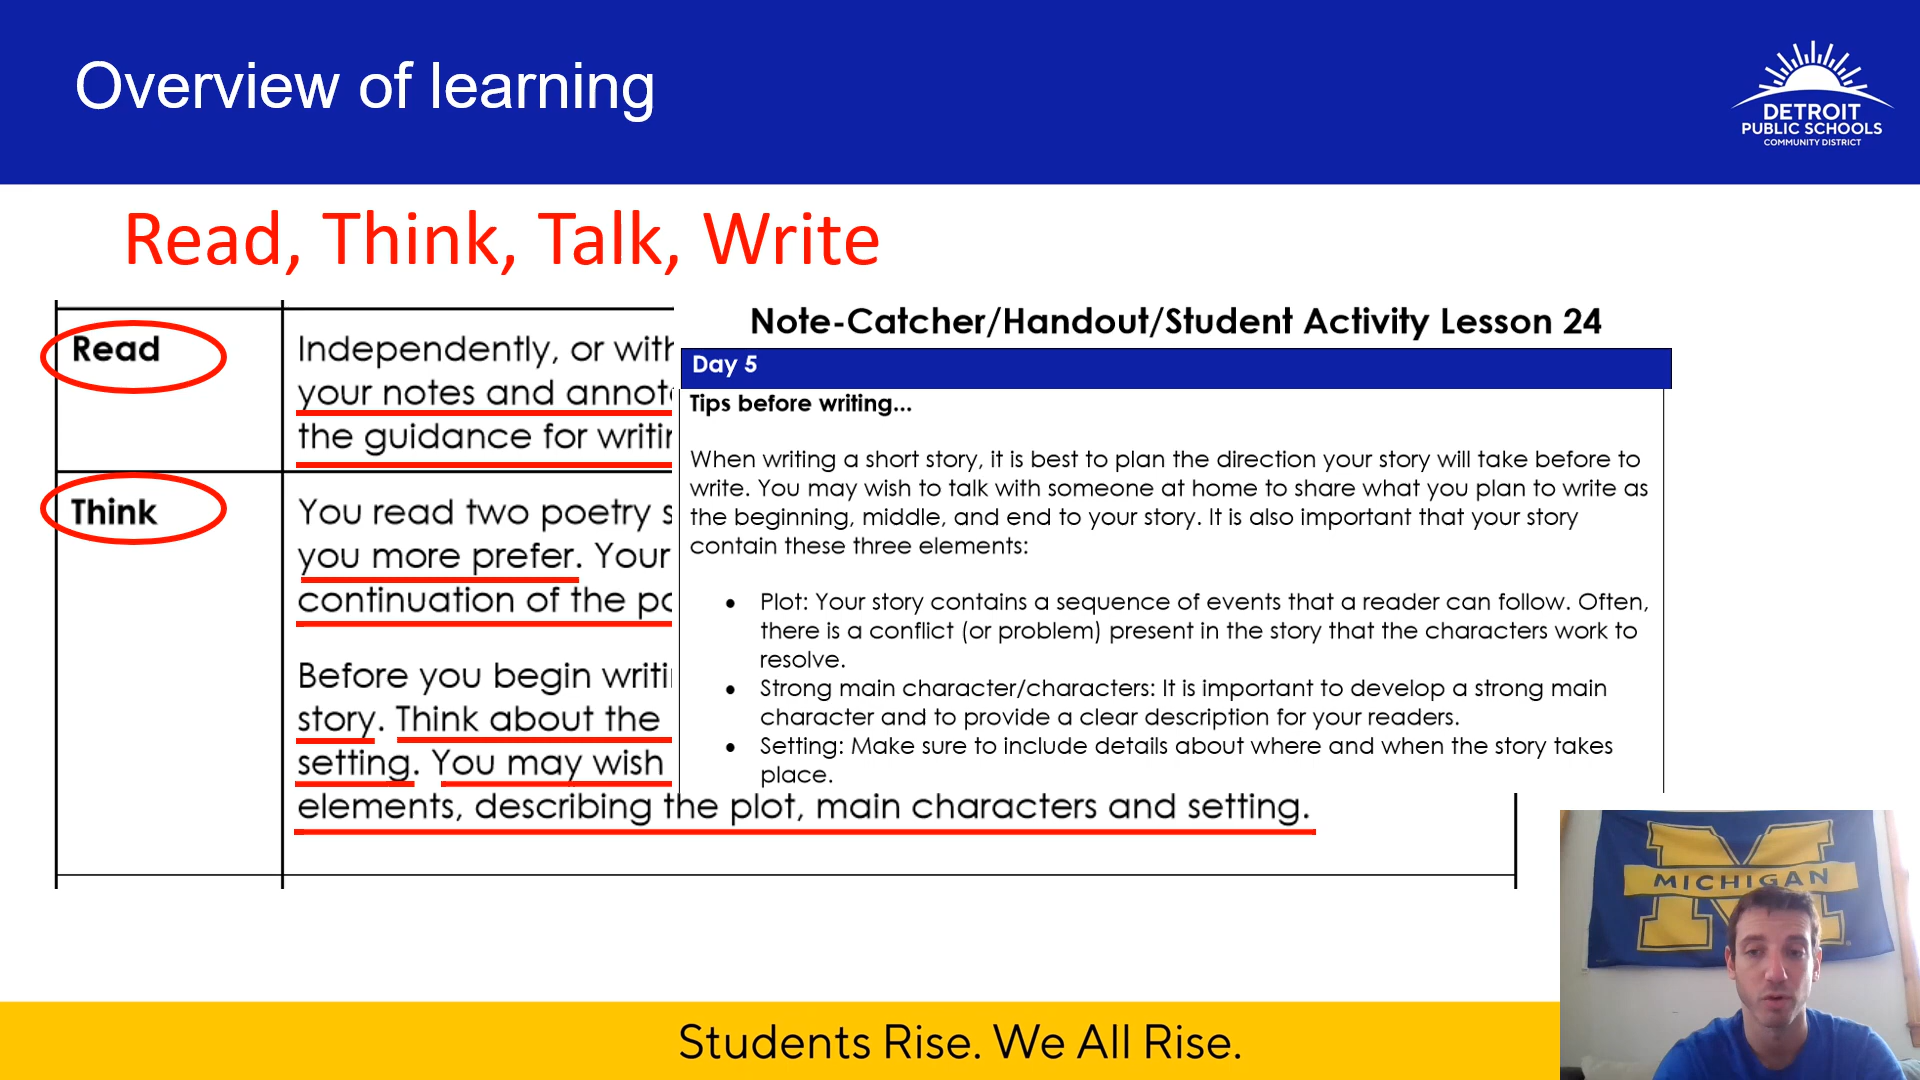 Overview of learning
DETROIT
PUBLIC SCHOOLS
COMMUNITY DISTRICT
Read, Think, Talk, Write
Read
Independently, or with
your notes and annot
the guidance for writi
Think
You read two poetry s
you more prefer. Your
continuation of the po
Before you begin writi
story. Think about the
setting. You may wish
elements, describing the plot, main characters and setting.
Note-Catcher/Handout/Student Activity Lesson 24
Day 5
Tips before writing...
When writing a short story, it is best to plan the direction your story will take before to
write. You may wish to talk with someone at home to share what you plan to write as
the beginning, middle, and end to your story. It is also important that your story
contain these three elements:
• Plot: Your story contains a sequence of events that a reader can follow. Often,
there is a conflict (or problem) present in the story that the characters work to
resolve.
• Strong main character/characters: It is important to develop a strong main
character and to provide a clear description for your readers.
• Setting: Make sure to include details about where and when the story takes
place.
MICHIGAN
Students Rise. We All Rise.